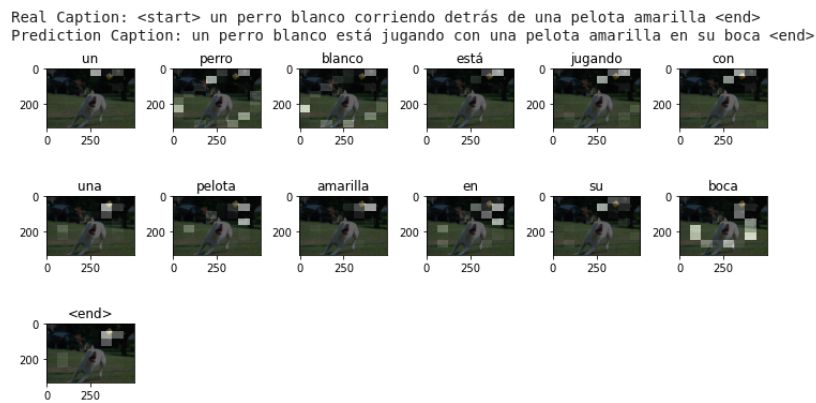 Real Caption: <start> un perro blanco corriendo detrás de una pelota amarilla <end>
Prediction Caption: un perro blanco está jugando con una pelota amarilla en su boca <end>
un perro blanco está jugando con
0 0 0 0 0 0
200 200 200 200 200 200
0 250 0 250 0 250 0 250 0 250 0 250
una pelota amarilla en su boca
0 0 0 0 0 0
200 200 200 200 200 200
0 250 0 250 0 250 0 250 0 250 0 250
<end>
0
200
0 250